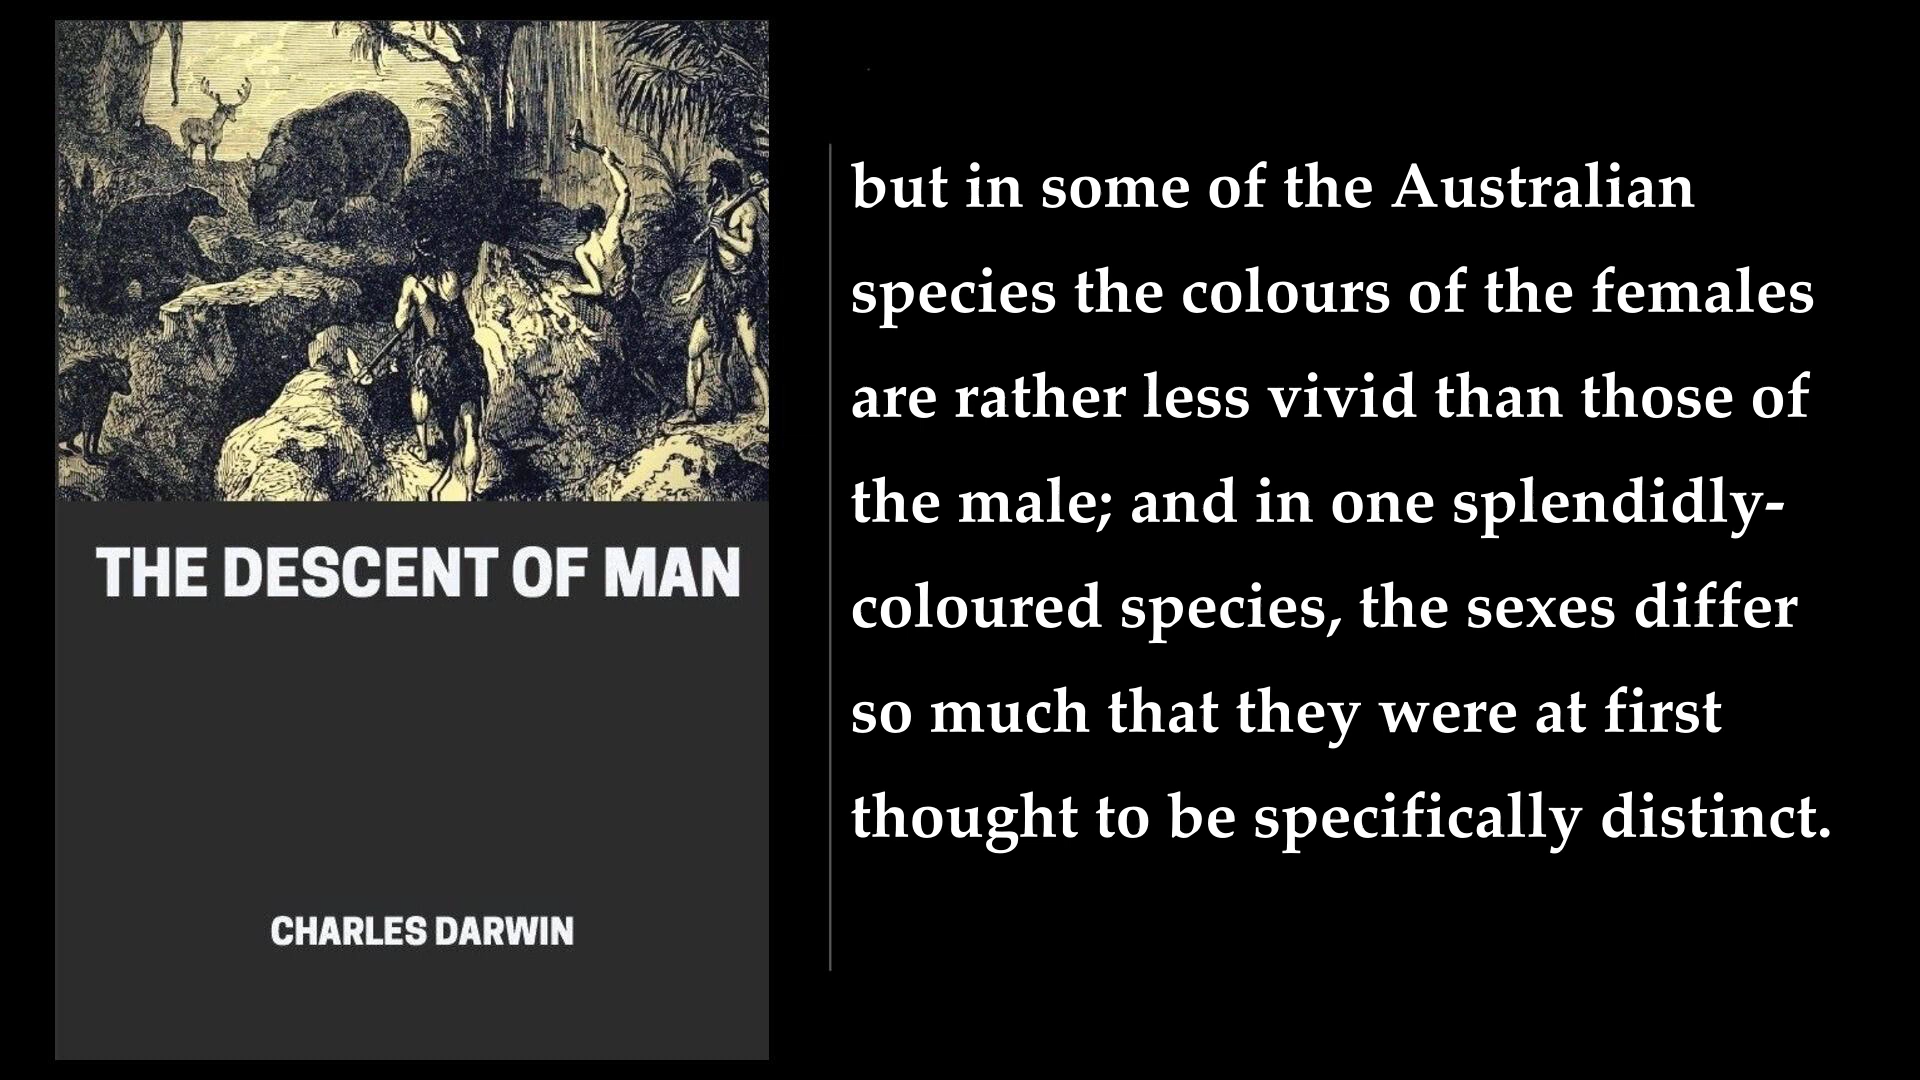 THE DESCENT OF MAN
CHARLES DARWIN
but in some of the Australian
species the colours of the females
are rather less vivid than those of
the male; and in one splendidly-
coloured species, the sexes differ
so much that they were at first
thought to be specifically distinct.